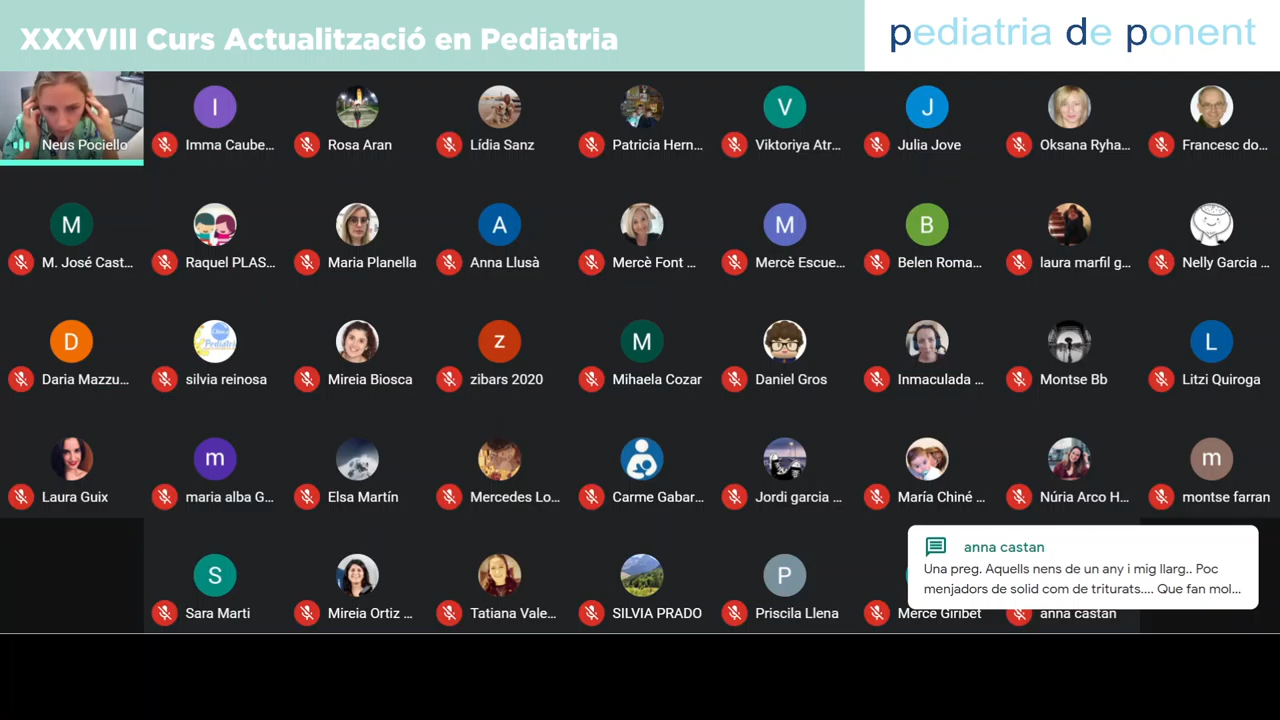 XXXVIII Curs Actualització en Pediatria
pediatria de ponent
Neus Pociello
I
Imma Caube...
Rosa Aran
Lídia Sanz
Patricia Hern...
V
Viktoriya Atr...
J
Julia Jove
Oksana Ryha...
Francesc do...
M
M. José Cast...
Raquel PLAS...
Maria Planella
A
Anna Llusà
Mercè Font ...
M
Mercè Escue...
B
Belen Roma...
laura marfil g...
Nelly Garcia ...
D
Daria Mazzu...
silvia reinosa
Mireia Biosca
z
zibars 2020
M
Mihaela Cozar
Daniel Gros
Inmaculada ...
Montse Bb
L
Litzi Quiroga
Laura Guix
m
maria alba G...
Elsa Martín
Mercedes Lo...
Carme Gabar...
Jordi garcia ...
María Chiné ...
Núria Arco H...
m
montse farran
S
Sara Marti
Mireia Ortiz ...
Tatiana Vale...
SILVIA PRADO
P
Priscila Llena
Merce Giribet
anna castan
anna castan
Una preg. Aquells nens de un any i mig llarg.. Poc
menjadors de solid com de triturats.... Que fan mol...